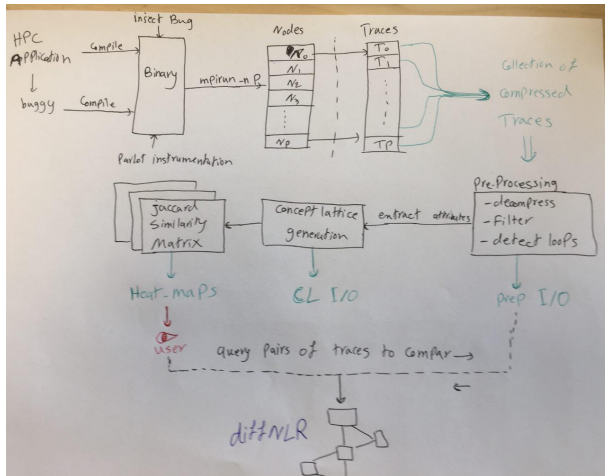 insect Bug
HPC
Application
compile
buggy
Compile
Binary
mpirun -n P
Parlot instrumentation
Nodes
N0
N1
N2
N3
NP
Traces
T0
T1
TP
Cllection of
compressed
Traces
Pre-Processing
- decompress
- Filter
- detect loops
extract attributes
concept lattice
generation
Jaccard
Similarity
Matrix
Heat-maps
CL I/O
prep I/O
user
query pairs of traces to compar
diffNLR